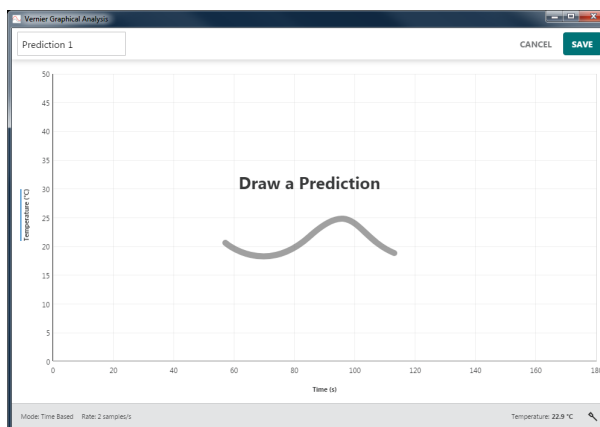 Vernier Graphical Analysis
Prediction 1
CANCEL
SAVE
50
45
40
35
30
25
20
15
10
5
0
Temperature (°C)
Draw a Prediction
0 20 40 60 80 100 120 140 160 180
Time (s)
Mode: Time Based Rate: 2 samples/s
Temperature: 22.9 °C